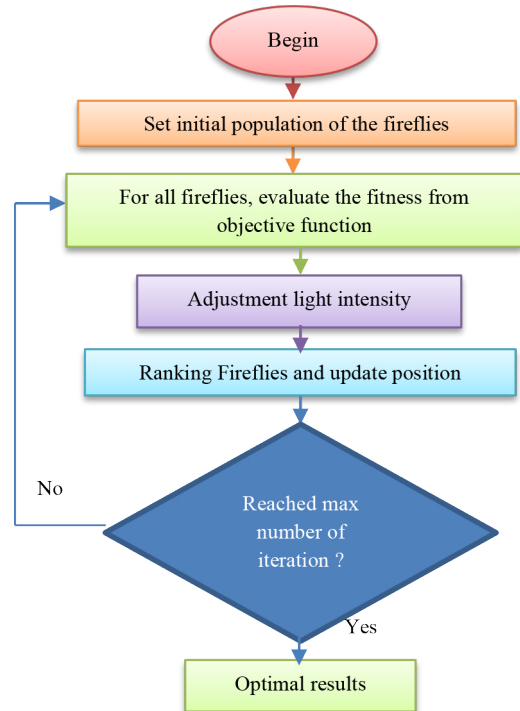 Begin
Set initial population of the fireflies
For all fireflies, evaluate the fitness from
objective function
Adjustment light intensity
Ranking Fireflies and update position
No
Reached max
number of
iteration ?
Yes
Optimal results